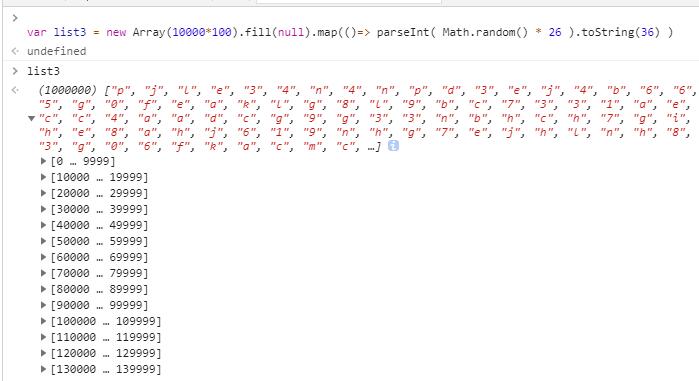 >
var list3 = new Array(10000*100).fill(null).map(()=> parseInt( Math.random() * 26 ).toString(36) )
undefined
> list3
(1000000) ["p", "j", "l", "e", "3", "4", "n", "4", "n", "p", "d", "3", "e", "j", "4", "b", "6", "6",
"5", "g", "0", "f", "e", "a", "k", "l", "g", "8", "l", "9", "b", "c", "7", "3", "3", "1", "a", "e",
"c", "c", "4", "a", "a", "d", "c", "g", "9", "g", "3", "3", "n", "b", "h", "c", "h", "7", "g", "i",
"h", "e", "8", "a", "h", "j", "6", "1", "9", "n", "h", "g", "7", "e", "j", "h", "l", "n", "h", "8",
"3", "g", "0", "6", "f", "k", "a", "c", "m", "c", …]
[0 … 9999]
[10000 … 19999]
[20000 … 29999]
[30000 … 39999]
[40000 … 49999]
[50000 … 59999]
[60000 … 69999]
[70000 … 79999]
[80000 … 89999]
[90000 … 99999]
[100000 … 109999]
[110000 … 119999]
[120000 … 129999]
[130000 … 139999]